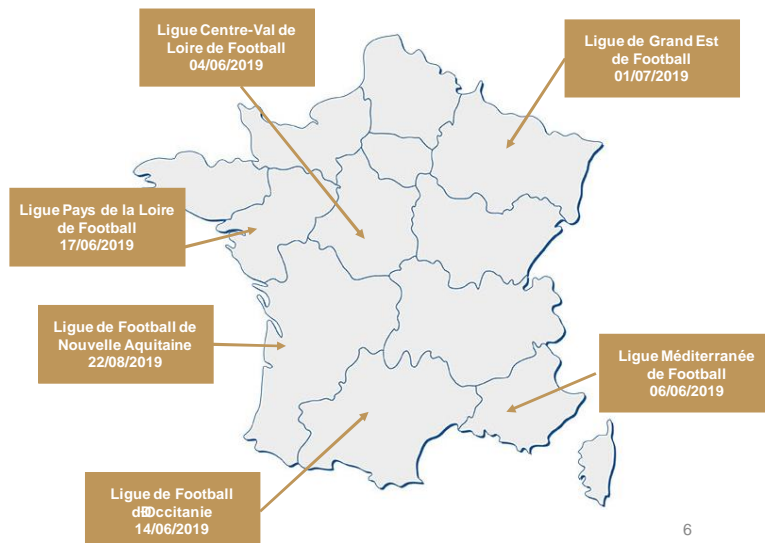 Ligue Centre-Val de
Loire de Football
04/06/2019
Ligue de Grand Est
de Football
01/07/2019
Ligue Pays de la Loire
de Football
17/06/2019
Ligue de Football de
Nouvelle Aquitaine
22/08/2019
Ligue Méditerranée
de Football
06/06/2019
Ligue de Football
d'Occitanie
14/06/2019
6